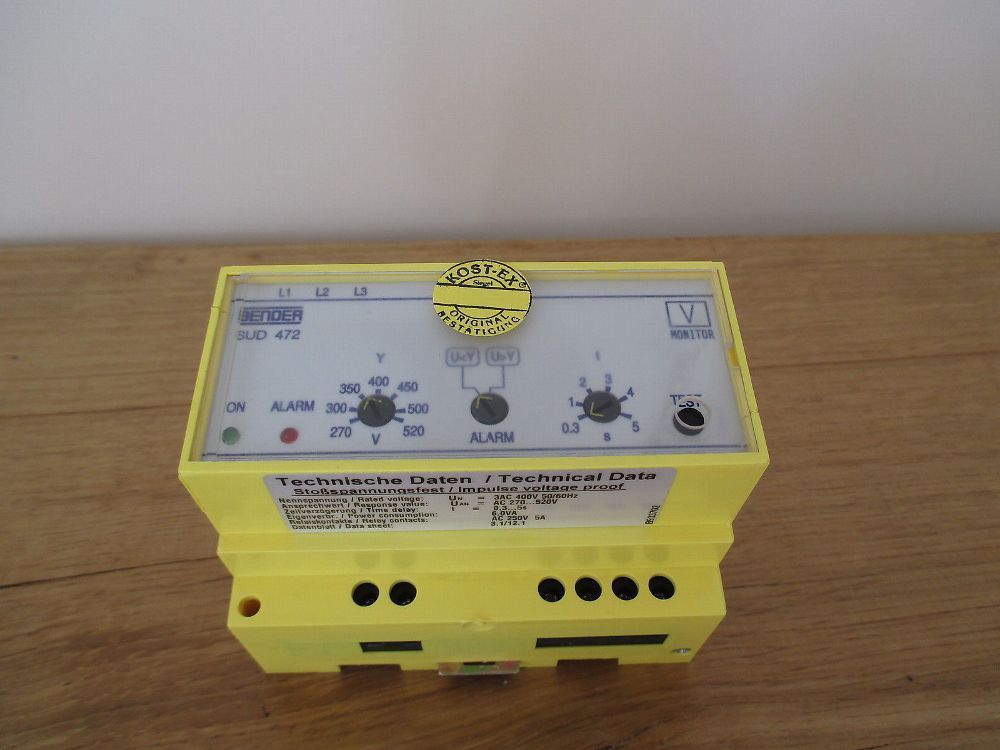 KOST-EX®
Siegel
ORIGINAL
BESTÄTIGUNG
L1 L2 L3
BENDER
SUD 472
V
MONITOR
Y
270 300 350 400 450 500 520
V
ON
ALARM
U<Y U>Y
ALARM
t
0.3 1 2 3 4 5
s
TEST
Technische Daten / Technical Data
Stoßspannungsfest / Impulse voltage proof
Nennspannung / Rated voltage: UN = 3AC 400V 50/60Hz
Ansprechwert / Response value: UAN = AC 270...520V
Zeitverzögerung / Time delay: t = 0,3...5s
Eigenverbr. / Power consumption: 6,0VA
Relaiskontakte / Relay contacts: AC 250V 5A
Datenblatt / Data sheet: 3.1/12.1